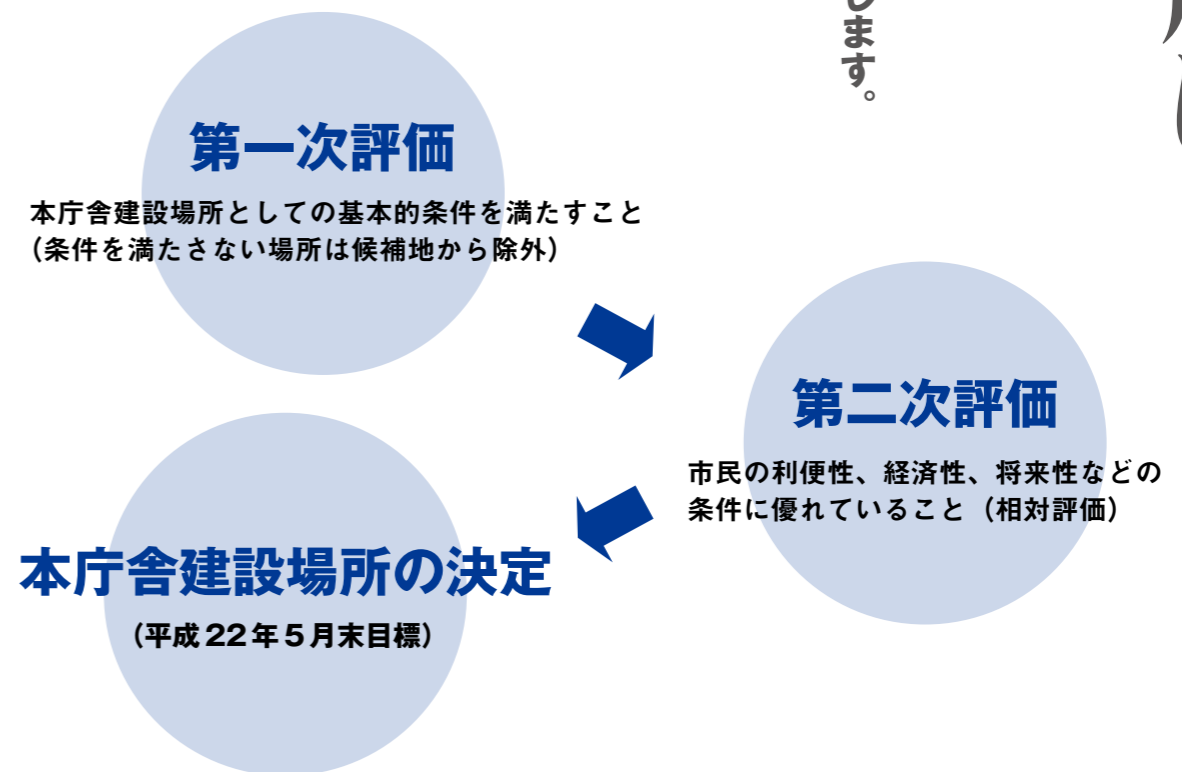 します。
第一次評価
本庁舎建設場所としての基本的条件を満たすこと
(条件を満たさない場所は候補地から除外)
第二次評価
市民の利便性、経済性、将来性などの
条件に優れていること(相対評価)
本庁舎建設場所の決定
(平成22年5月末目標)